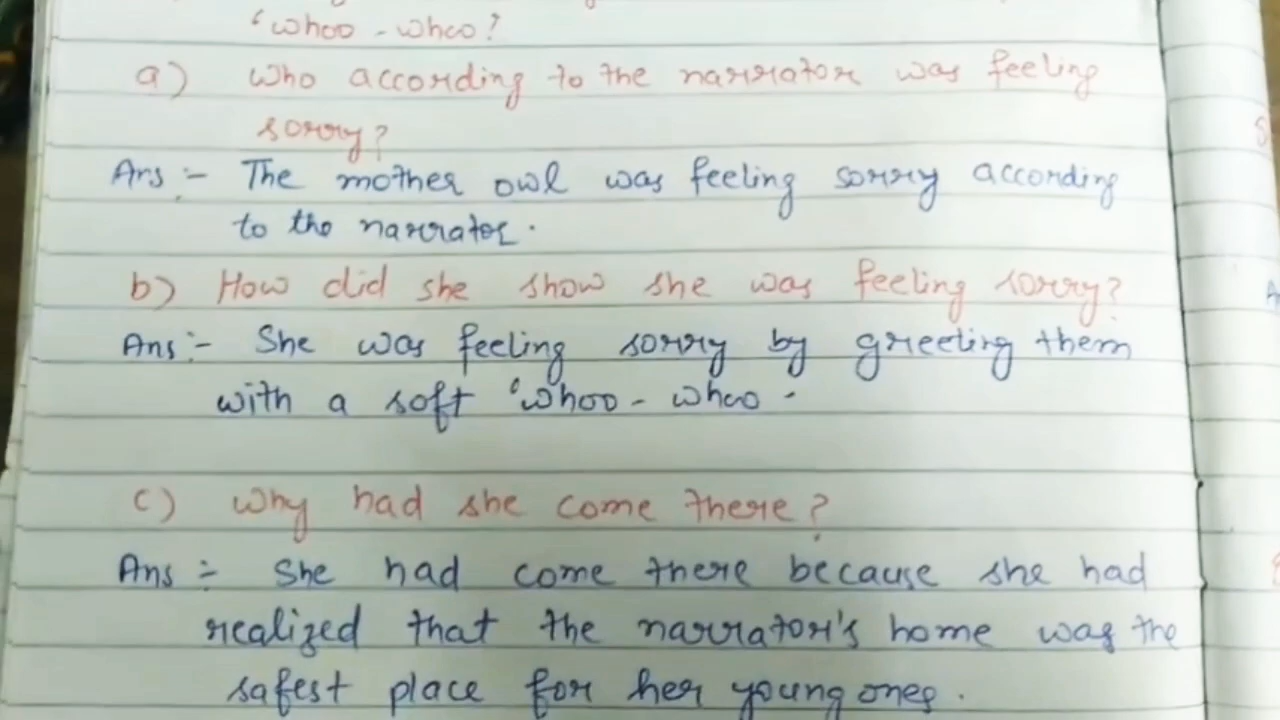 'whoo - whoo?
a) Who according to the narrator was feeling
sorry?
Ans :- The mother owl was feeling sorry according
to the narrator.
b) How did she show she was feeling sorry?
Ans :- She was feeling sorry by greeting them
with a soft 'whoo - whoo.
c) Why had she come there?
Ans :- She had come there because she had
realized that the narrator's home was the
safest place for her young ones.